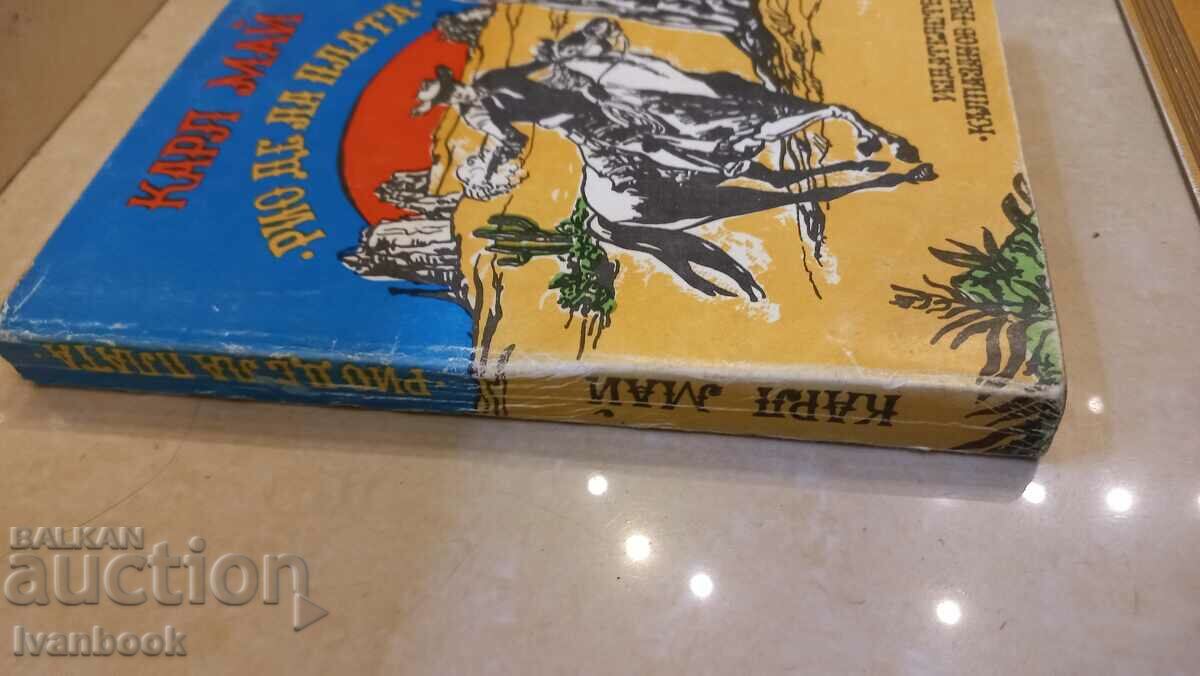 КАРЛ МАЙ
·РИО ДЕ ЛА ПЛАТА·
·РИО ДЕ ЛА ПЛАТА·
КАРЛ МАЙ
BALKAN
auction
Ivanbook